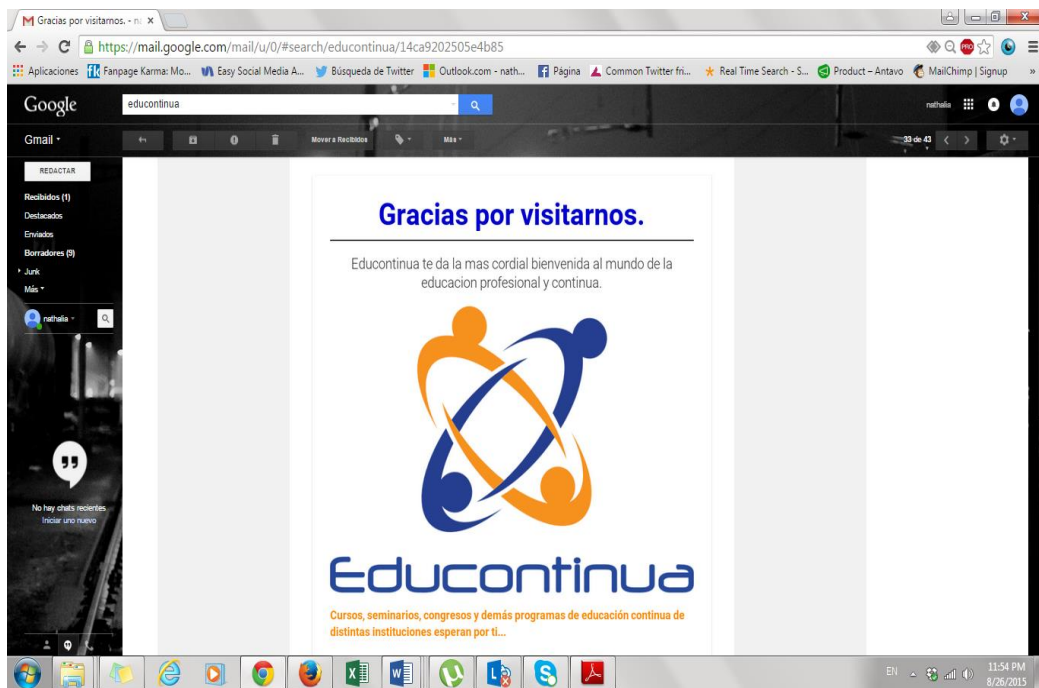 Gracias por visitarnos. - na
https://mail.google.com/mail/u/0/#search/educontinua/14ca9202505e4b85
PRO
Aplicaciones
Fanpage Karma: Mo...
Easy Social Media A...
Búsqueda de Twitter
Outlook.com - nath...
Página
Common Twitter fri...
Real Time Search - S...
Product – Antavo
MailChimp | Signup
»
Google
educontinua
nathalia
Gmail
Mover a Recibidos
Más
33 de 43
REDACTAR
Recibidos (1)
Destacados
Enviados
Borradores (9)
Junk
Más
nathalia
No hay chats recientes
Iniciar uno nuevo
Gracias por visitarnos.
Educontinua te da la mas cordial bienvenida al mundo de la
educacion profesional y continua.
Educontinua
Cursos, seminarios, congresos y demás programas de educación continua de
distintas instituciones esperan por ti...
EN
11:54 PM
8/26/2015